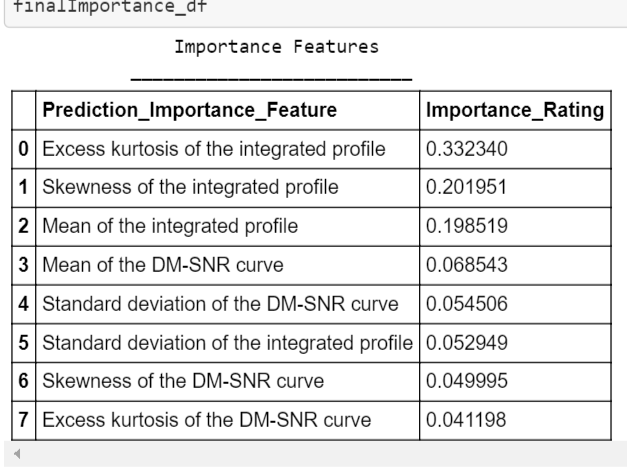 finalImportance_df
Importance Features
Prediction_Importance_Feature Importance_Rating
0 Excess kurtosis of the integrated profile 0.332340
1 Skewness of the integrated profile 0.201951
2 Mean of the integrated profile 0.198519
3 Mean of the DM-SNR curve 0.068543
4 Standard deviation of the DM-SNR curve 0.054506
5 Standard deviation of the integrated profile 0.052949
6 Skewness of the DM-SNR curve 0.049995
7 Excess kurtosis of the DM-SNR curve 0.041198